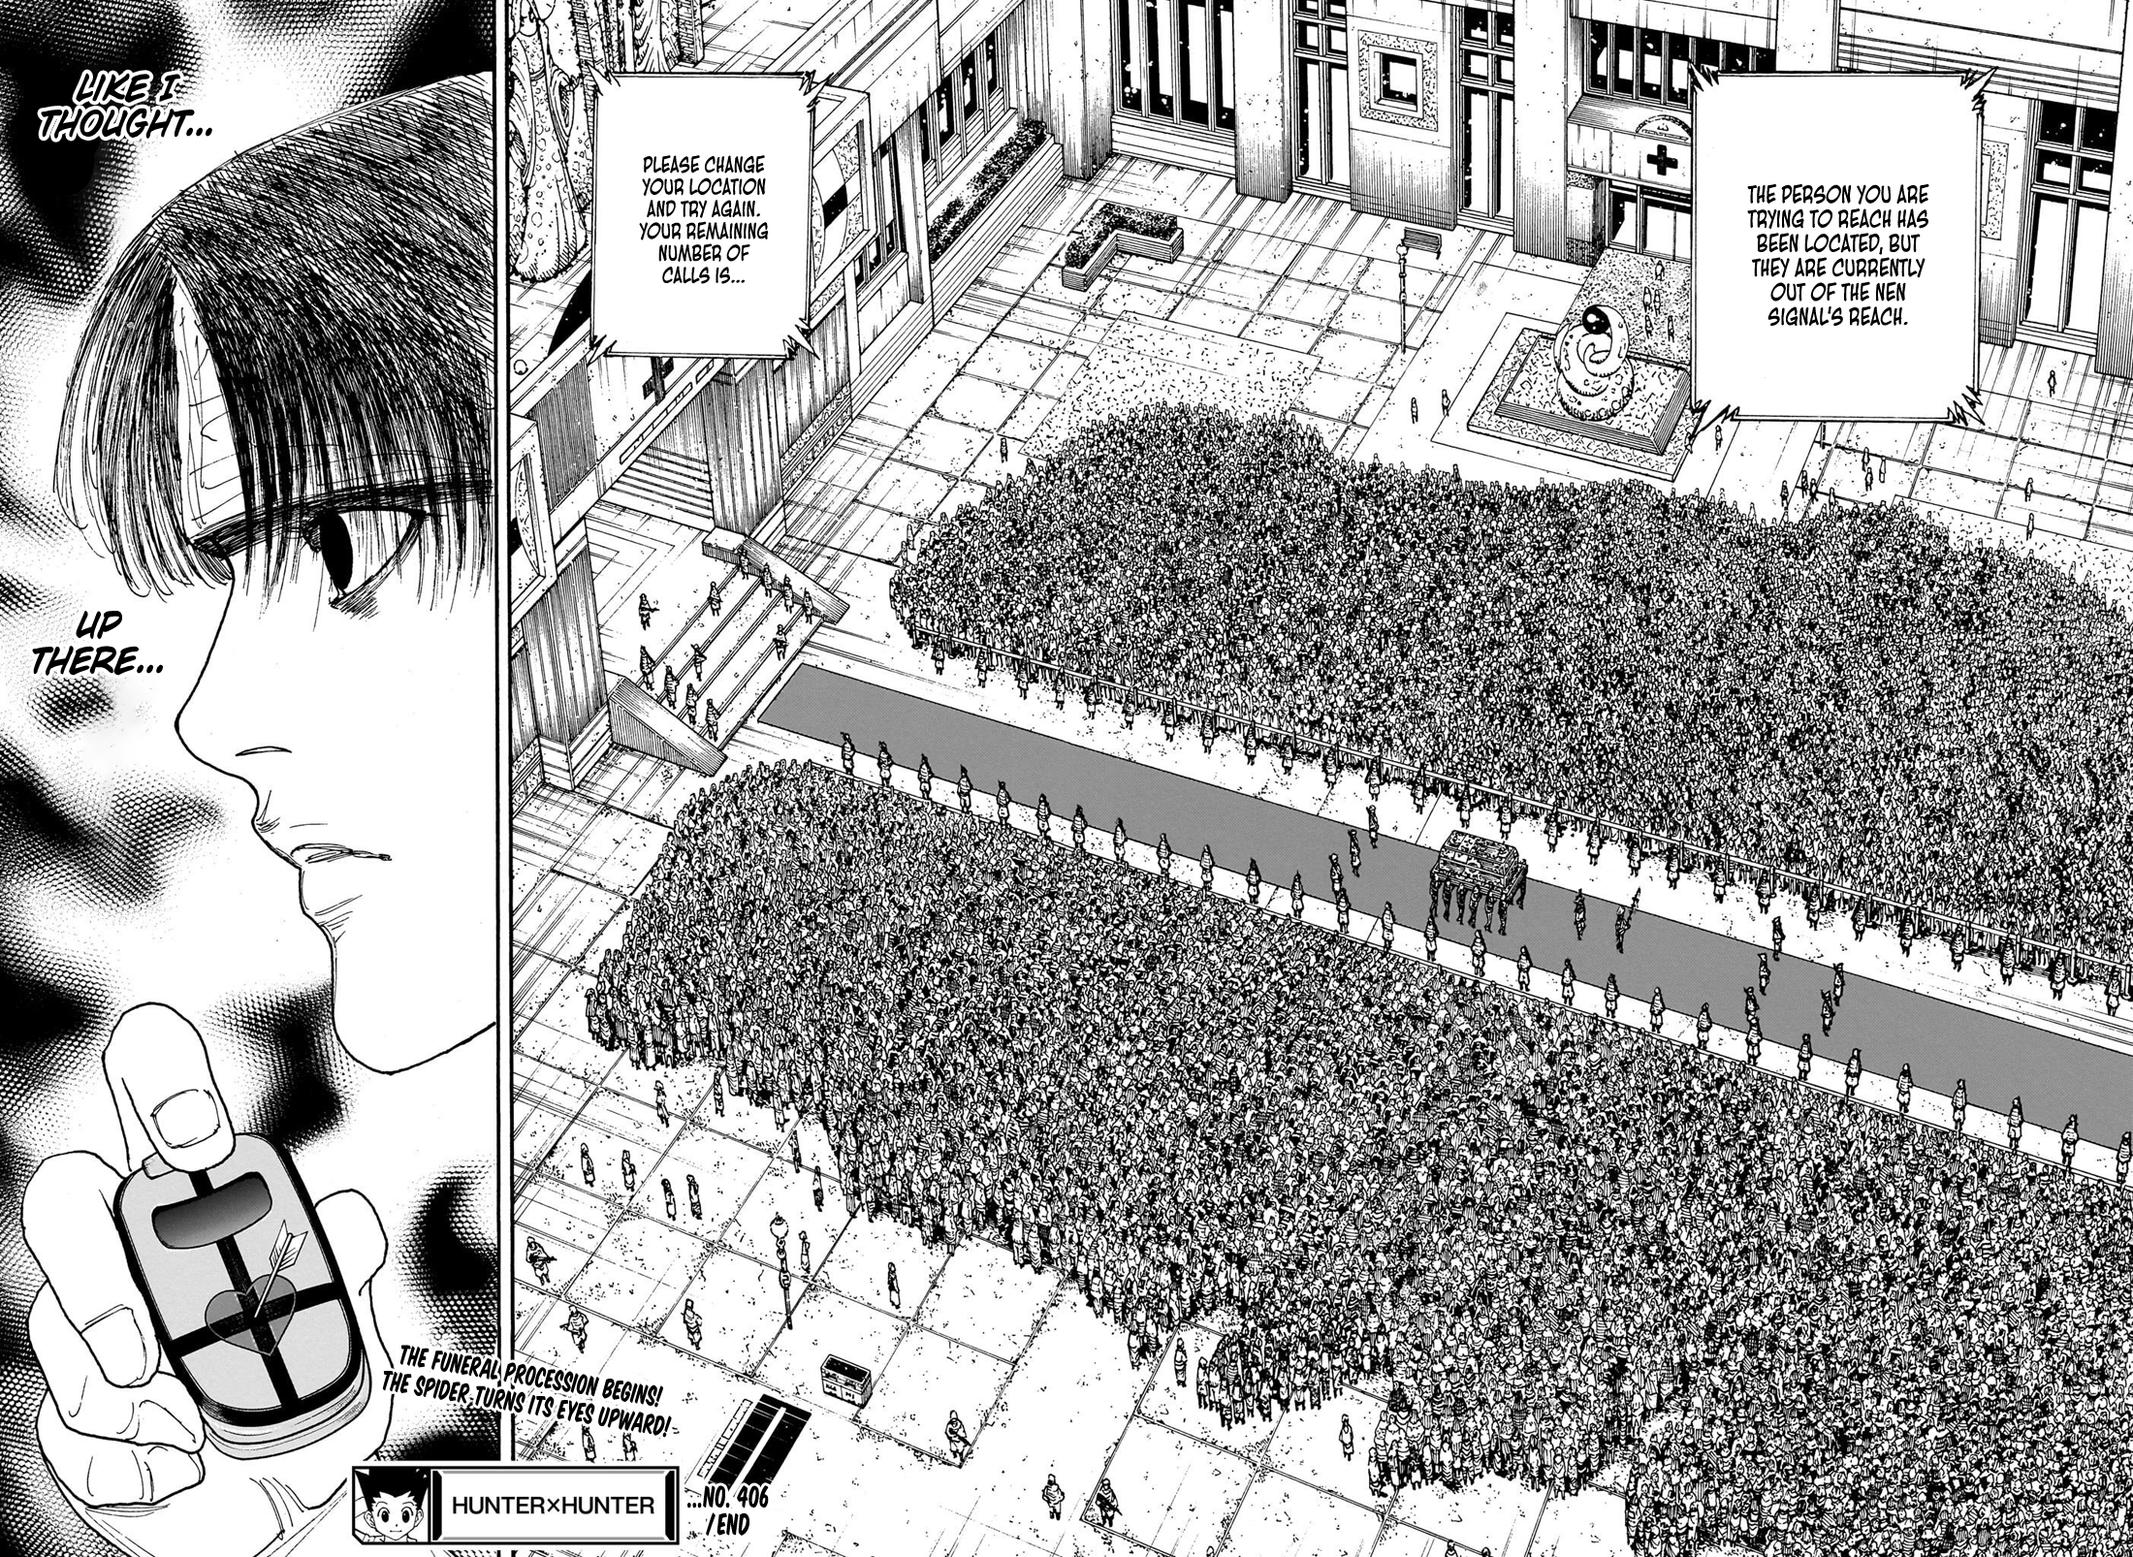 THE PERSON YOU ARE
TRYING TO REACH HAS
BEEN LOCATED, BUT
THEY ARE CURRENTLY
OUT OF THE NEN
SIGNAL'S REACH.
PLEASE CHANGE
YOUR LOCATION
AND TRY AGAIN.
YOUR REMAINING
NUMBER OF
CALLS IS...
LIKE I
THOUGHT...
UP
THERE...
THE FUNERAL PROCESSION BEGINS!
THE SPIDER TURNS ITS EYES UPWARD!
HUNTER×HUNTER
...NO. 406
/END